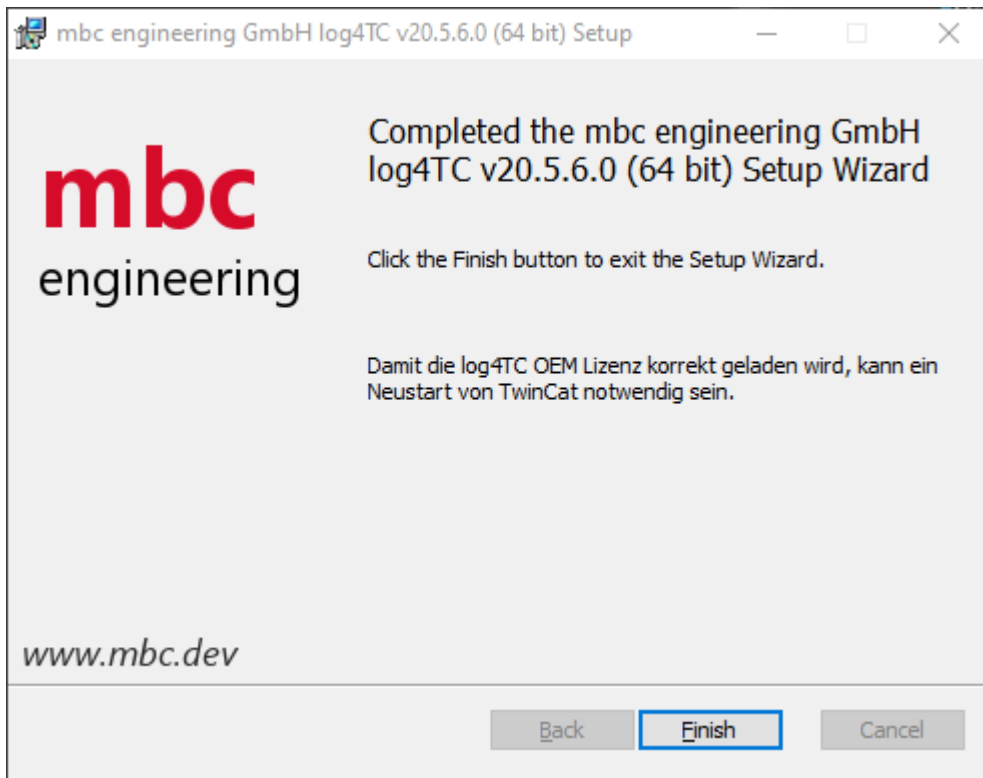 mbc engineering GmbH log4TC v20.5.6.0 (64 bit) Setup
mbc
engineering
Completed the mbc engineering GmbH
log4TC v20.5.6.0 (64 bit) Setup Wizard
Click the Finish button to exit the Setup Wizard.
Damit die log4TC OEM Lizenz korrekt geladen wird, kann ein
Neustart von TwinCat notwendig sein.
www.mbc.dev
Back
Finish
Cancel